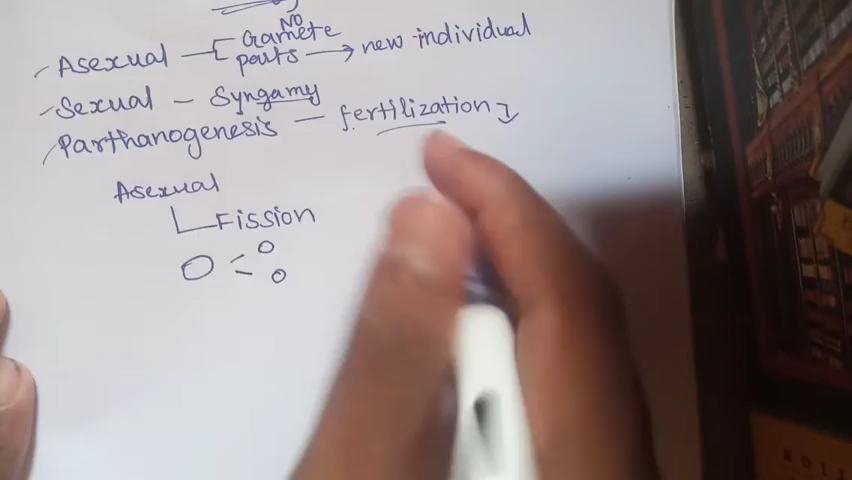 NO
Asexual — Gamete
parts → new individual
Sexual — Syngamy
Parthanogenesis — fertilization
Asexual
Fission